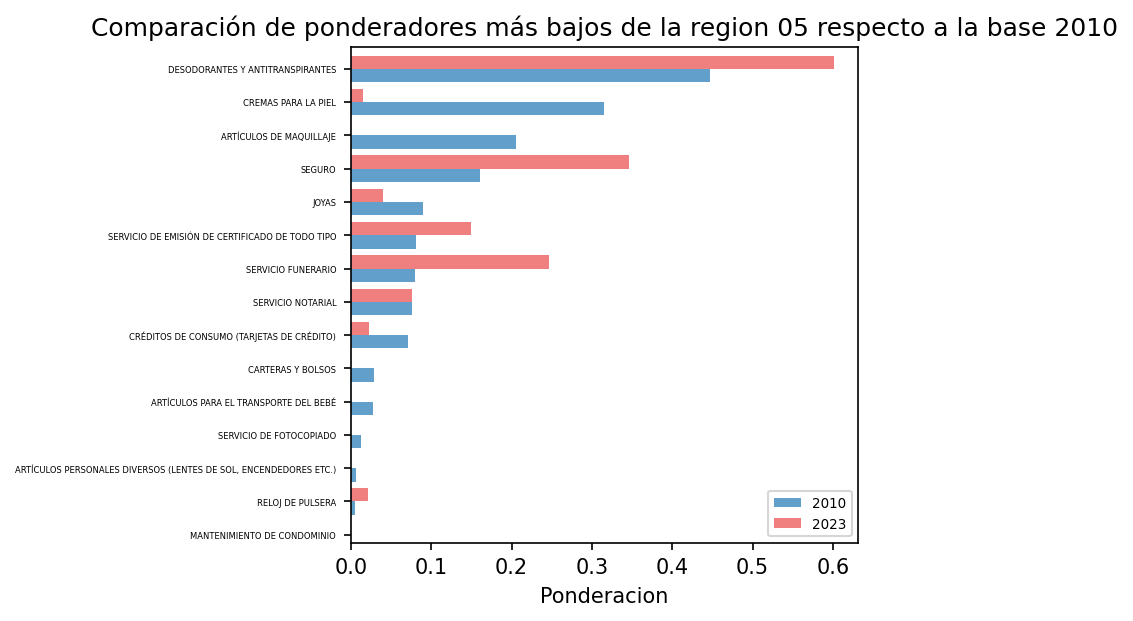 Comparación de ponderadores más bajos de la region 05 respecto a la base 2010
DESODORANTES Y ANTITRANSPIRANTES
CREMAS PARA LA PIEL
ARTÍCULOS DE MAQUILLAJE
SEGURO
JOYAS
SERVICIO DE EMISIÓN DE CERTIFICADO DE TODO TIPO
SERVICIO FUNERARIO
SERVICIO NOTARIAL
CRÉDITOS DE CONSUMO (TARJETAS DE CRÉDITO)
CARTERAS Y BOLSOS
ARTÍCULOS PARA EL TRANSPORTE DEL BEBÉ
SERVICIO DE FOTOCOPIADO
ARTÍCULOS PERSONALES DIVERSOS (LENTES DE SOL, ENCENDEDORES ETC.)
RELOJ DE PULSERA
MANTENIMIENTO DE CONDOMINIO
2010
2023
0.0 0.1 0.2 0.3 0.4 0.5 0.6
Ponderacion